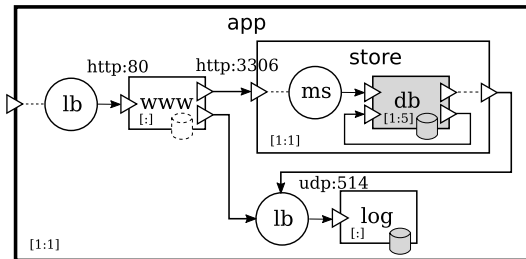 app
http:80
http:3306
store
lb
www
[:]
ms
db
[1:5]
[1:1]
udp:514
lb
log
[:]
[1:1]